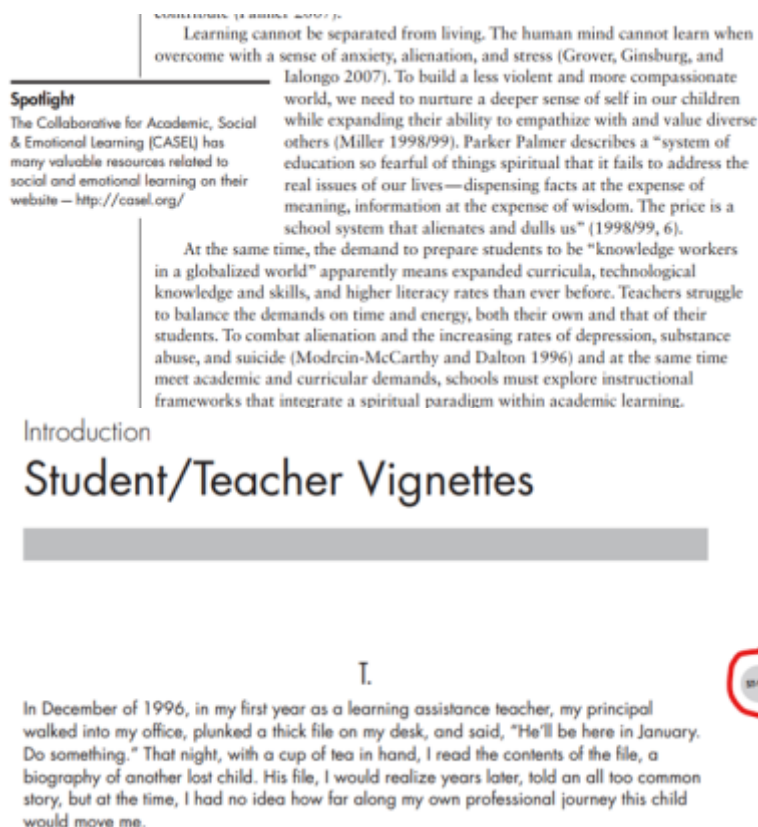 Learning cannot be separated from living. The human mind cannot learn when
overcome with a sense of anxiety, alienation, and stress (Grover, Ginsburg, and
Ialongo 2007). To build a less violent and more compassionate
world, we need to nurture a deeper sense of self in our children
while expanding their ability to empathize with and value diverse
others (Miller 1998/99). Parker Palmer describes a “system of
education so fearful of things spiritual that it fails to address the
real issues of our lives—dispensing facts at the expense of
meaning, information at the expense of wisdom. The price is a
school system that alienates and dulls us” (1998/99, 6).
Spotlight
The Collaborative for Academic, Social
& Emotional Learning (CASEL) has
many valuable resources related to
social and emotional learning on their
website — http://casel.org/
At the same time, the demand to prepare students to be “knowledge workers
in a globalized world” apparently means expanded curricula, technological
knowledge and skills, and higher literacy rates than ever before. Teachers struggle
to balance the demands on time and energy, both their own and that of their
students. To combat alienation and the increasing rates of depression, substance
abuse, and suicide (Modrcin-McCarthy and Dalton 1996) and at the same time
meet academic and curricular demands, schools must explore instructional
frameworks that integrate a spiritual paradigm within academic learning.
Introduction
Student/Teacher Vignettes
T.
In December of 1996, in my first year as a learning assistance teacher, my principal
walked into my office, plunked a thick file on my desk, and said, “He’ll be here in January.
Do something.” That night, with a cup of tea in hand, I read the contents of the file, a
biography of another lost child. His file, I would realize years later, told an all too common
story, but at the time, I had no idea how far along my own professional journey this child
would move me.